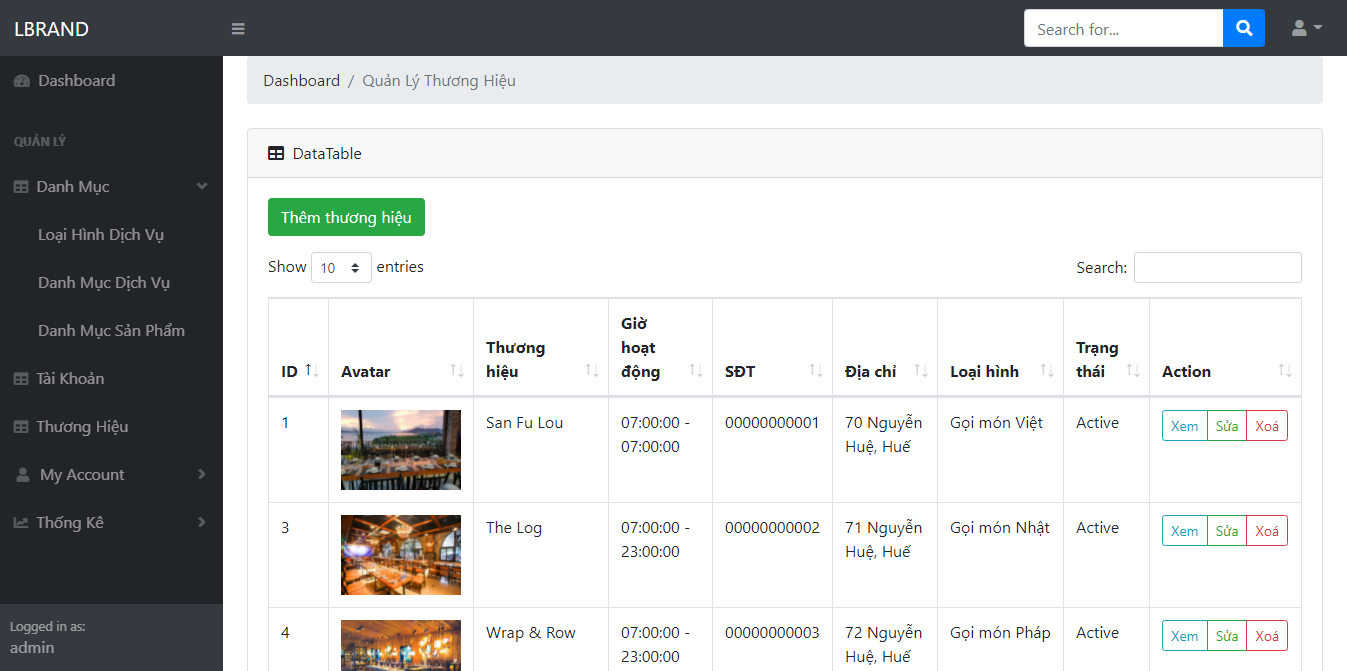 LBRAND
Search for...
Dashboard
QUẢN LÝ
Danh Mục
Loại Hình Dịch Vụ
Danh Mục Dịch Vụ
Danh Mục Sản Phẩm
Tài Khoản
Thương Hiệu
My Account
Thống Kê
Logged in as:
admin
Dashboard / Quản Lý Thương Hiệu
DataTable
Thêm thương hiệu
Show 10 entries
Search:
ID
Avatar
Thương
hiệu
Giờ
hoạt
động
SĐT
Địa chỉ
Loại hình
Trạng
thái
Action
1
San Fu Lou
07:00:00 -
07:00:00
00000000001
70 Nguyễn
Huệ, Huế
Gọi món Việt
Active
Xem Sửa Xoá
3
The Log
07:00:00 -
23:00:00
00000000002
71 Nguyễn
Huệ, Huế
Gọi món Nhật
Active
Xem Sửa Xoá
4
Wrap & Row
07:00:00 -
23:00:00
00000000003
72 Nguyễn
Huệ, Huế
Gọi món Pháp
Active
Xem Sửa Xoá